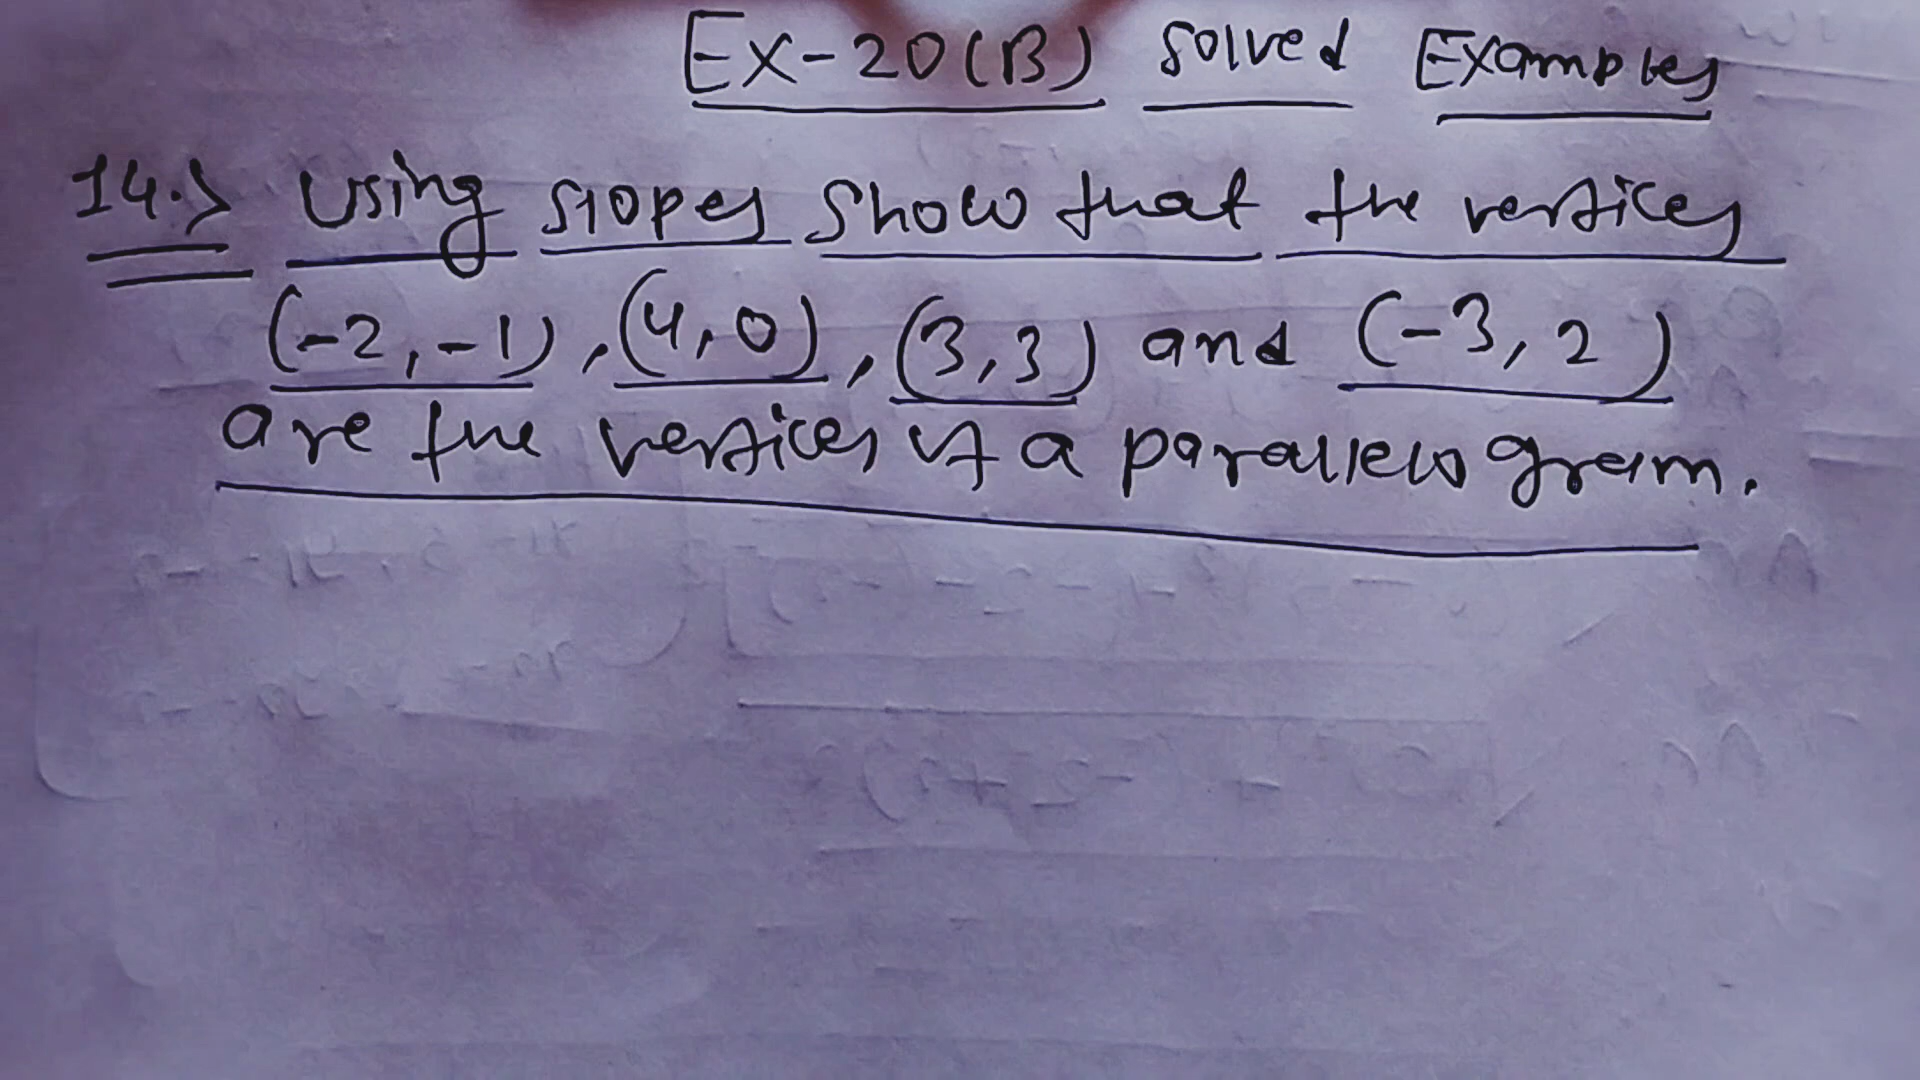 Ex-20(B) Solved Examples
14.> Using slopes show that the vertices
(-2,-1), (4,0), (3,3) and (-3,2)
are the vertices of a parallelogram.